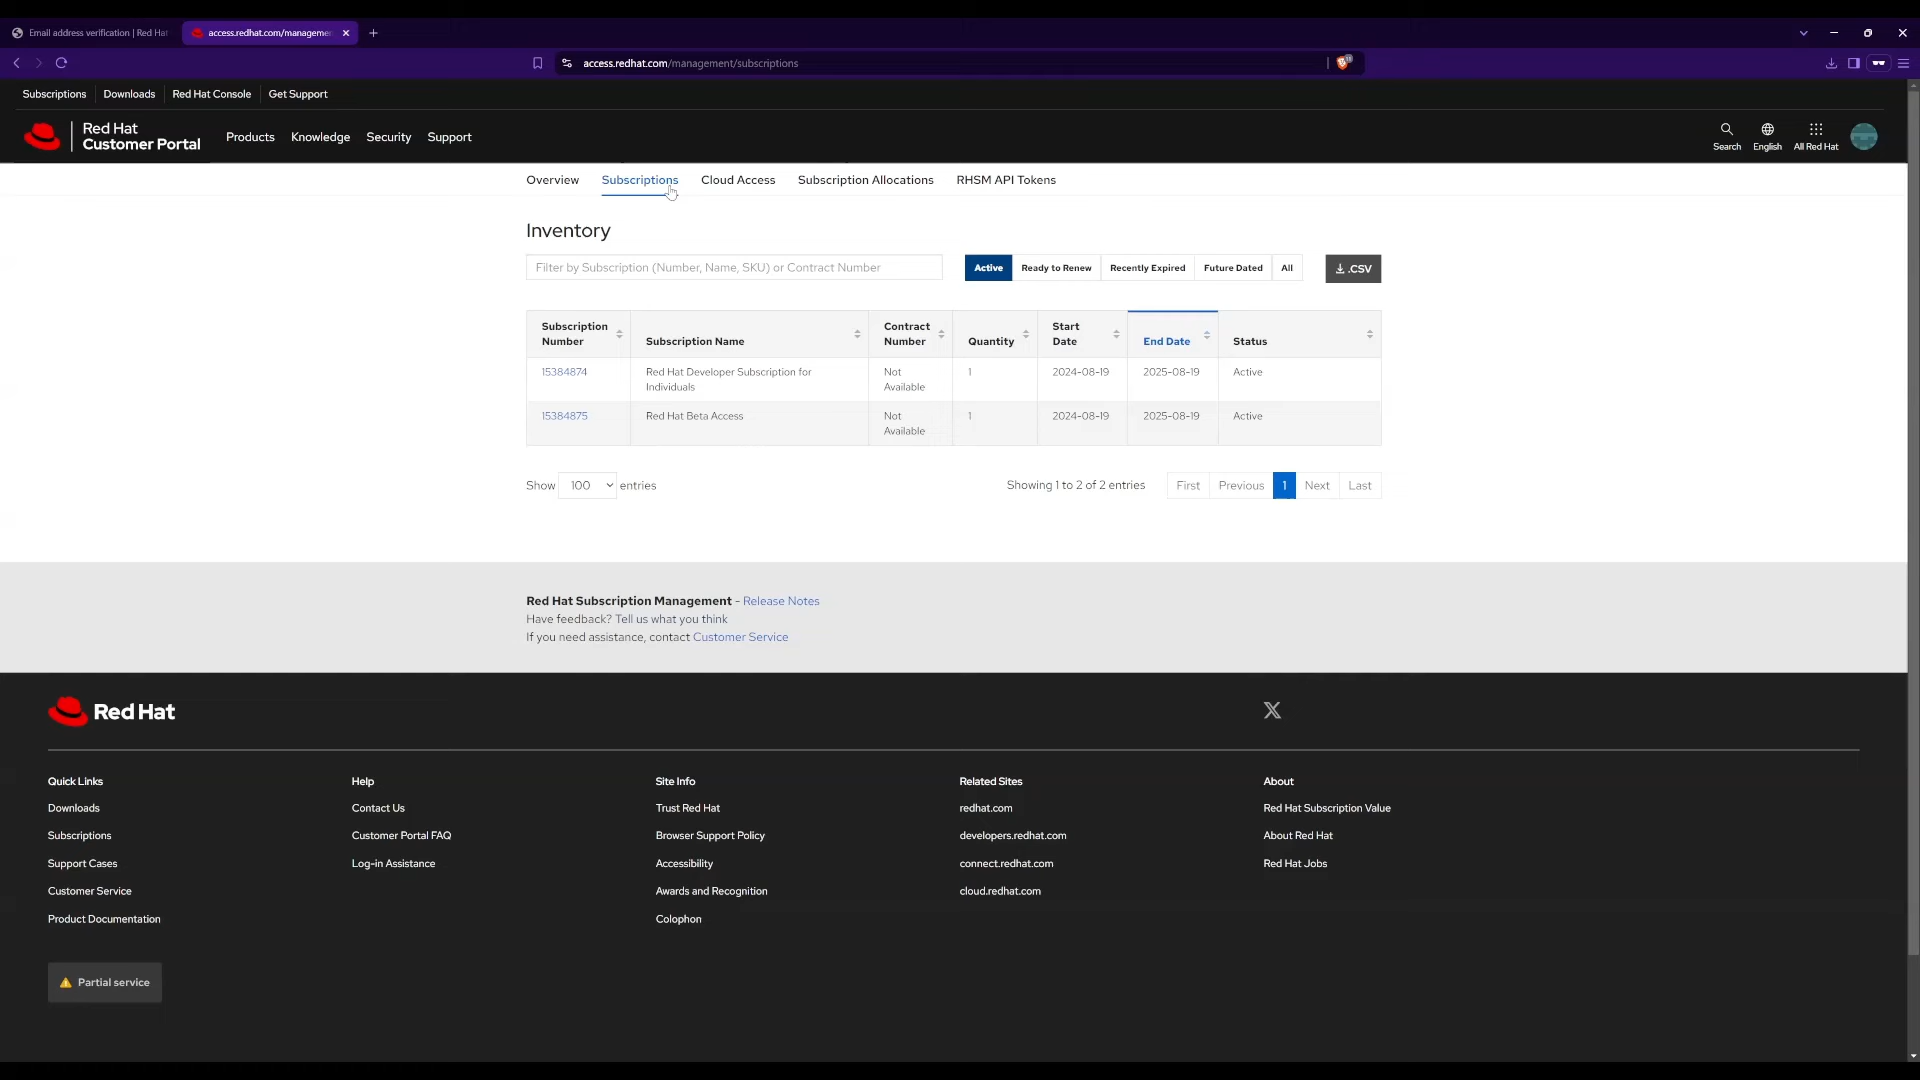 Email address verification | Red Hat
access.redhat.com/manageme
access.redhat.com/management/subscriptions
Subscriptions
Downloads
Red Hat Console
Get Support
Red Hat
Customer Portal
Products
Knowledge
Security
Support
Search
English
All Red Hat
Overview
Subscriptions
Cloud Access
Subscription Allocations
RHSM API Tokens
Inventory
Filter by Subscription (Number, Name, SKU) or Contract Number
Active
Ready to Renew
Recently Expired
Future Dated
All
.CSV
Subscription
Number
Subscription Name
Contract
Number
Quantity
Start
Date
End Date
Status
15384874
Red Hat Developer Subscription for
Individuals
Not
Available
1
2024-08-19
2025-08-19
Active
15384875
Red Hat Beta Access
Not
Available
1
2024-08-19
2025-08-19
Active
Show 100 entries
Showing 1 to 2 of 2 entries
First
Previous
1
Next
Last
Red Hat Subscription Management - Release Notes
Have feedback? Tell us what you think
If you need assistance, contact Customer Service
Red Hat
Quick Links
Downloads
Subscriptions
Support Cases
Customer Service
Product Documentation
Help
Contact Us
Customer Portal FAQ
Log-in Assistance
Site Info
Trust Red Hat
Browser Support Policy
Accessibility
Awards and Recognition
Colophon
Related Sites
redhat.com
developers.redhat.com
connect.redhat.com
cloud.redhat.com
About
Red Hat Subscription Value
About Red Hat
Red Hat Jobs
Partial service